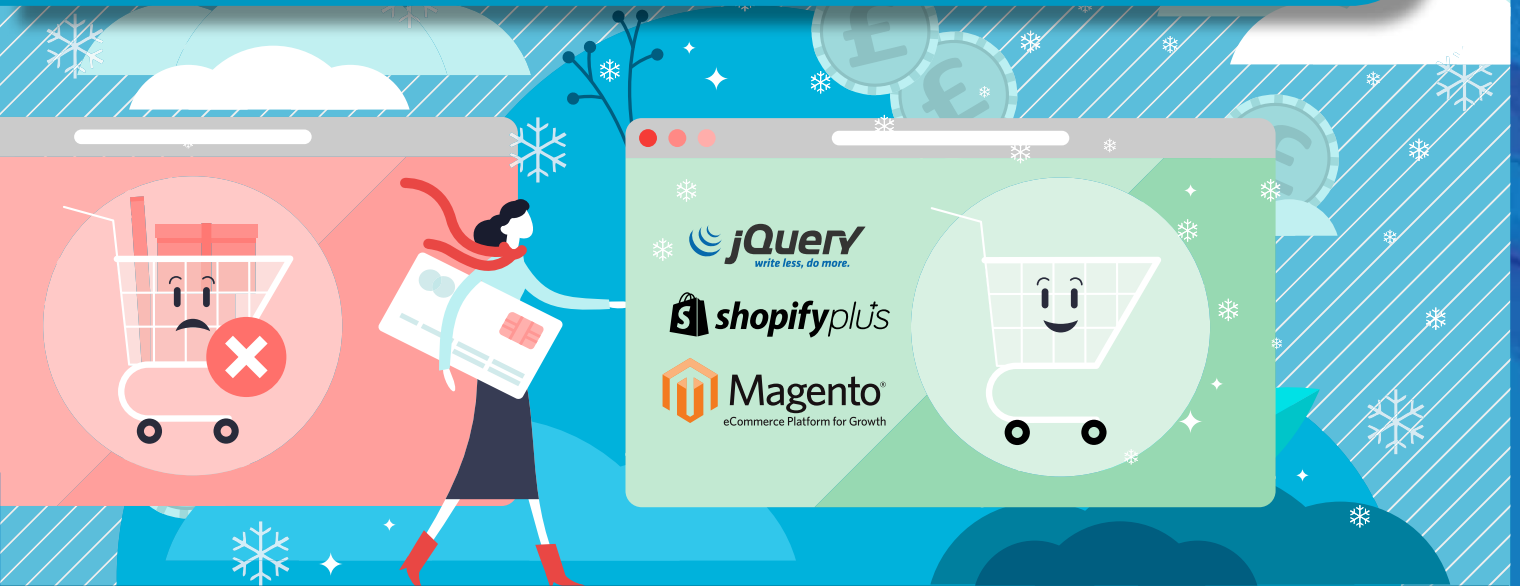 £
£
£
jQuery
write less, do more.
S shopifyplus
Magento®
eCommerce Platform for Growth